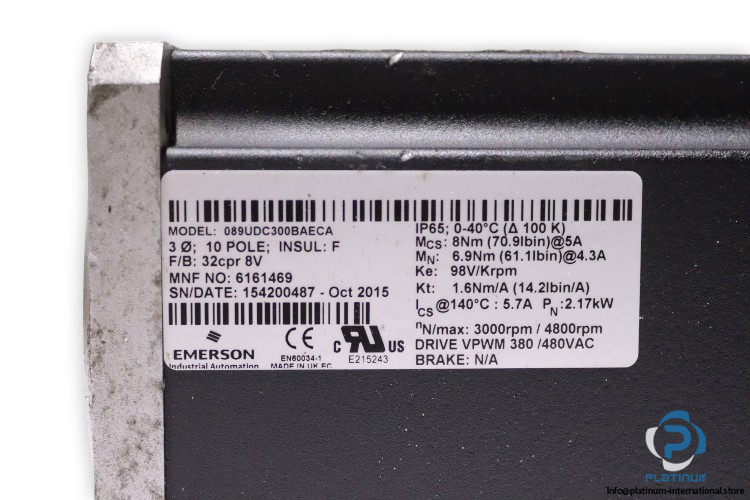 MODEL: 089UDC300BAECA
3 Ø; 10 POLE; INSUL: F
F/B: 32cpr 8V
MNF NO: 6161469
SN/DATE: 154200487 - Oct 2015
EMERSON
Industrial Automation
CE
EN60034-1
MADE IN UK EC
C US
E215243
IP65; 0-40°C (Δ 100 K)
MCS: 8Nm (70.9lbin)@5A
MN: 6.9Nm (61.1lbin)@4.3A
Ke: 98V/Krpm
Kt: 1.6Nm/A (14.2lbin/A)
ICS @140°C : 5.7A PN:2.17kW
nN/max: 3000rpm / 4800rpm
DRIVE VPWM 380 /480VAC
BRAKE: N/A
PLATINUM
INTERNATIONAL
Info@platinum-international.store